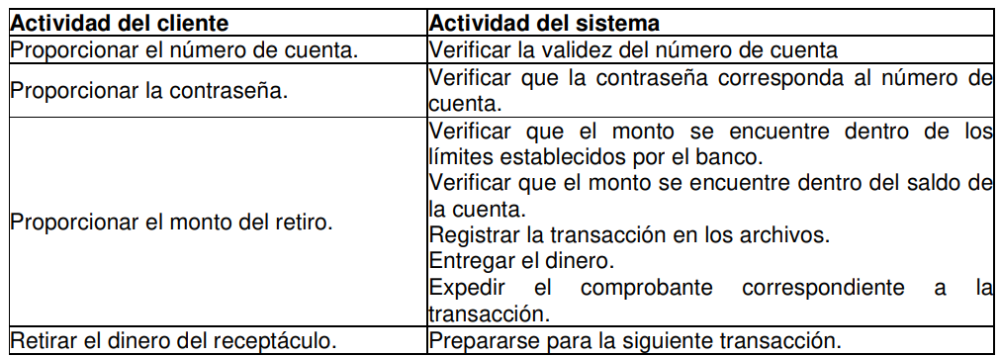 Actividad del cliente Actividad del sistema
Proporcionar el número de cuenta. Verificar la validez del número de cuenta
Proporcionar la contraseña. Verificar que la contraseña corresponda al número de
cuenta.
Proporcionar el monto del retiro. Verificar que el monto se encuentre dentro de los
límites establecidos por el banco.
Verificar que el monto se encuentre dentro del saldo de
la cuenta.
Registrar la transacción en los archivos.
Entregar el dinero.
Expedir el comprobante correspondiente a la
transacción.
Retirar el dinero del receptáculo. Prepararse para la siguiente transacción.